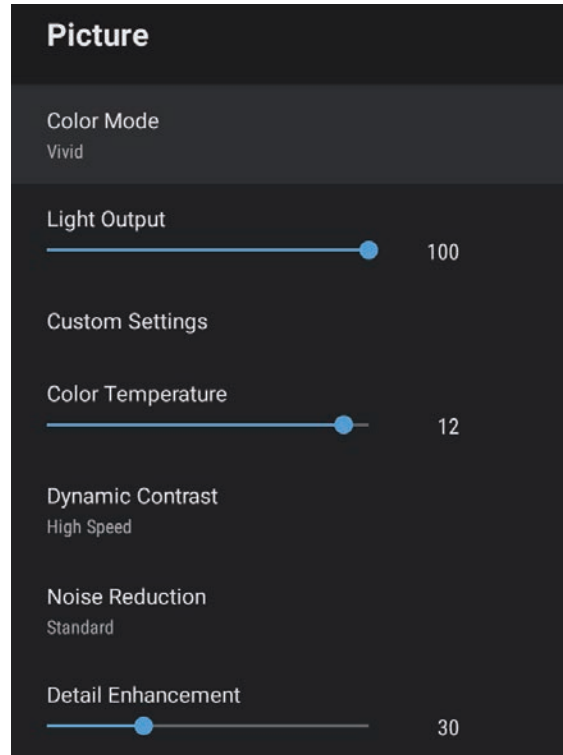 Picture
Color Mode
Vivid
Light Output
100
Custom Settings
Color Temperature
12
Dynamic Contrast
High Speed
Noise Reduction
Standard
Detail Enhancement
30